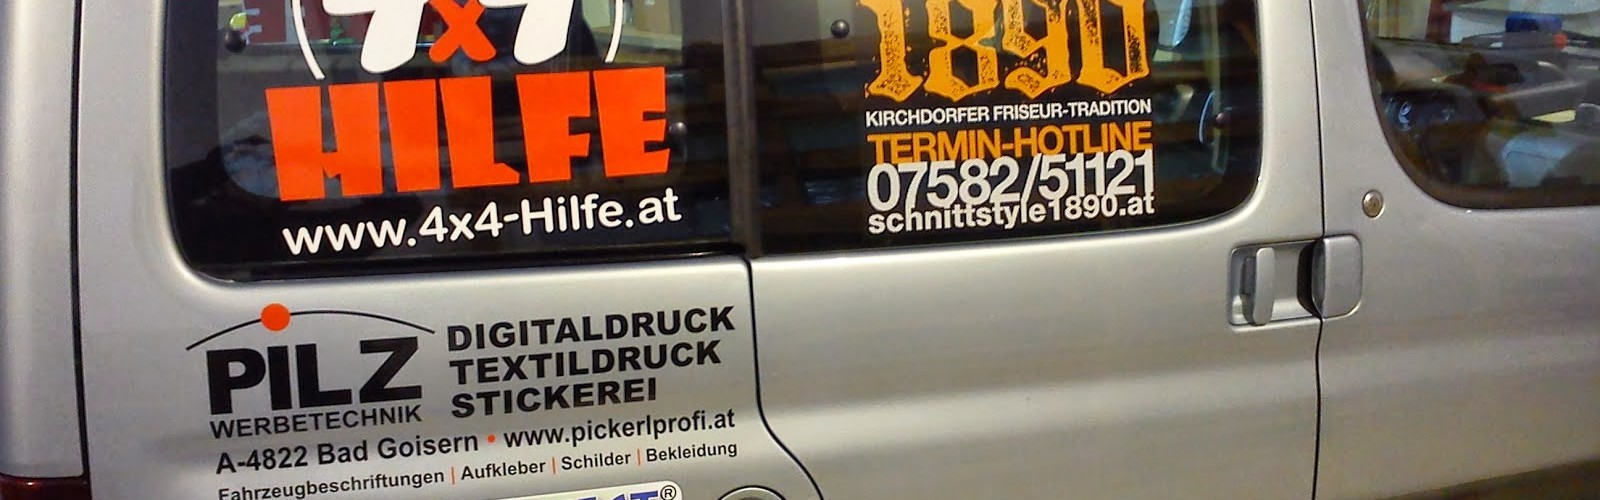 4x4
HILFE
www.4x4-Hilfe.at
1890
KIRCHDORFER FRISEUR-TRADITION
TERMIN-HOTLINE
07582/51121
schnittstyle1890.at
PILZ
WERBETECHNIK
DIGITALDRUCK
TEXTILDRUCK
STICKEREI
A-4822 Bad Goisern • www.pickerlprofi.at
Fahrzeugbeschriftungen | Aufkleber | Schilder | Bekleidung